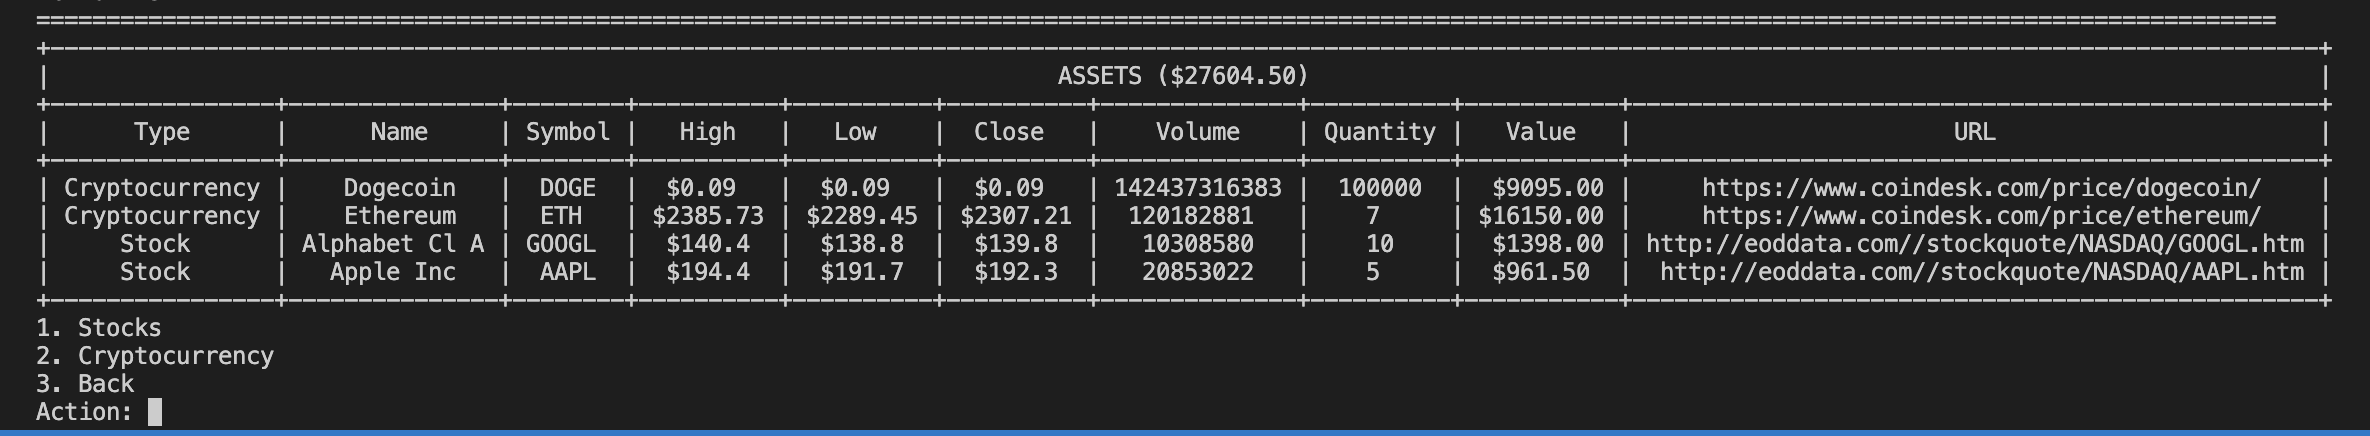 ================================================================================================================================================================
+------------------------------------------------------------------------------------------------------------------------------------------------------------------+
|                                                                        ASSETS ($27604.50)                                                                        |
+----------------+---------------+--------+----------+----------+----------+--------------+----------+-----------+-------------------------------------------------+
|      Type      |      Name     | Symbol |   High   |   Low    |  Close   |    Volume    | Quantity |   Value   |                       URL                       |
+----------------+---------------+--------+----------+----------+----------+--------------+----------+-----------+-------------------------------------------------+
| Cryptocurrency |    Dogecoin   |  DOGE  |  $0.09   |  $0.09   |  $0.09   | 142437316383 |  100000  |  $9095.00 |     https://www.coindesk.com/price/dogecoin/    |
| Cryptocurrency |    Ethereum   |  ETH   | $2385.73 | $2289.45 | $2307.21 |  120182881   |    7     | $16150.00 |     https://www.coindesk.com/price/ethereum/    |
|     Stock      | Alphabet Cl A | GOOGL  |  $140.4  |  $138.8  |  $139.8  |   10308580   |    10    |  $1398.00 | http://eoddata.com//stockquote/NASDAQ/GOOGL.htm |
|     Stock      |   Apple Inc   |  AAPL  |  $194.4  |  $191.7  |  $192.3  |   20853022   |    5     |  $961.50  |  http://eoddata.com//stockquote/NASDAQ/AAPL.htm |
+----------------+---------------+--------+----------+----------+----------+--------------+----------+-----------+-------------------------------------------------+
1. Stocks
2. Cryptocurrency
3. Back
Action: